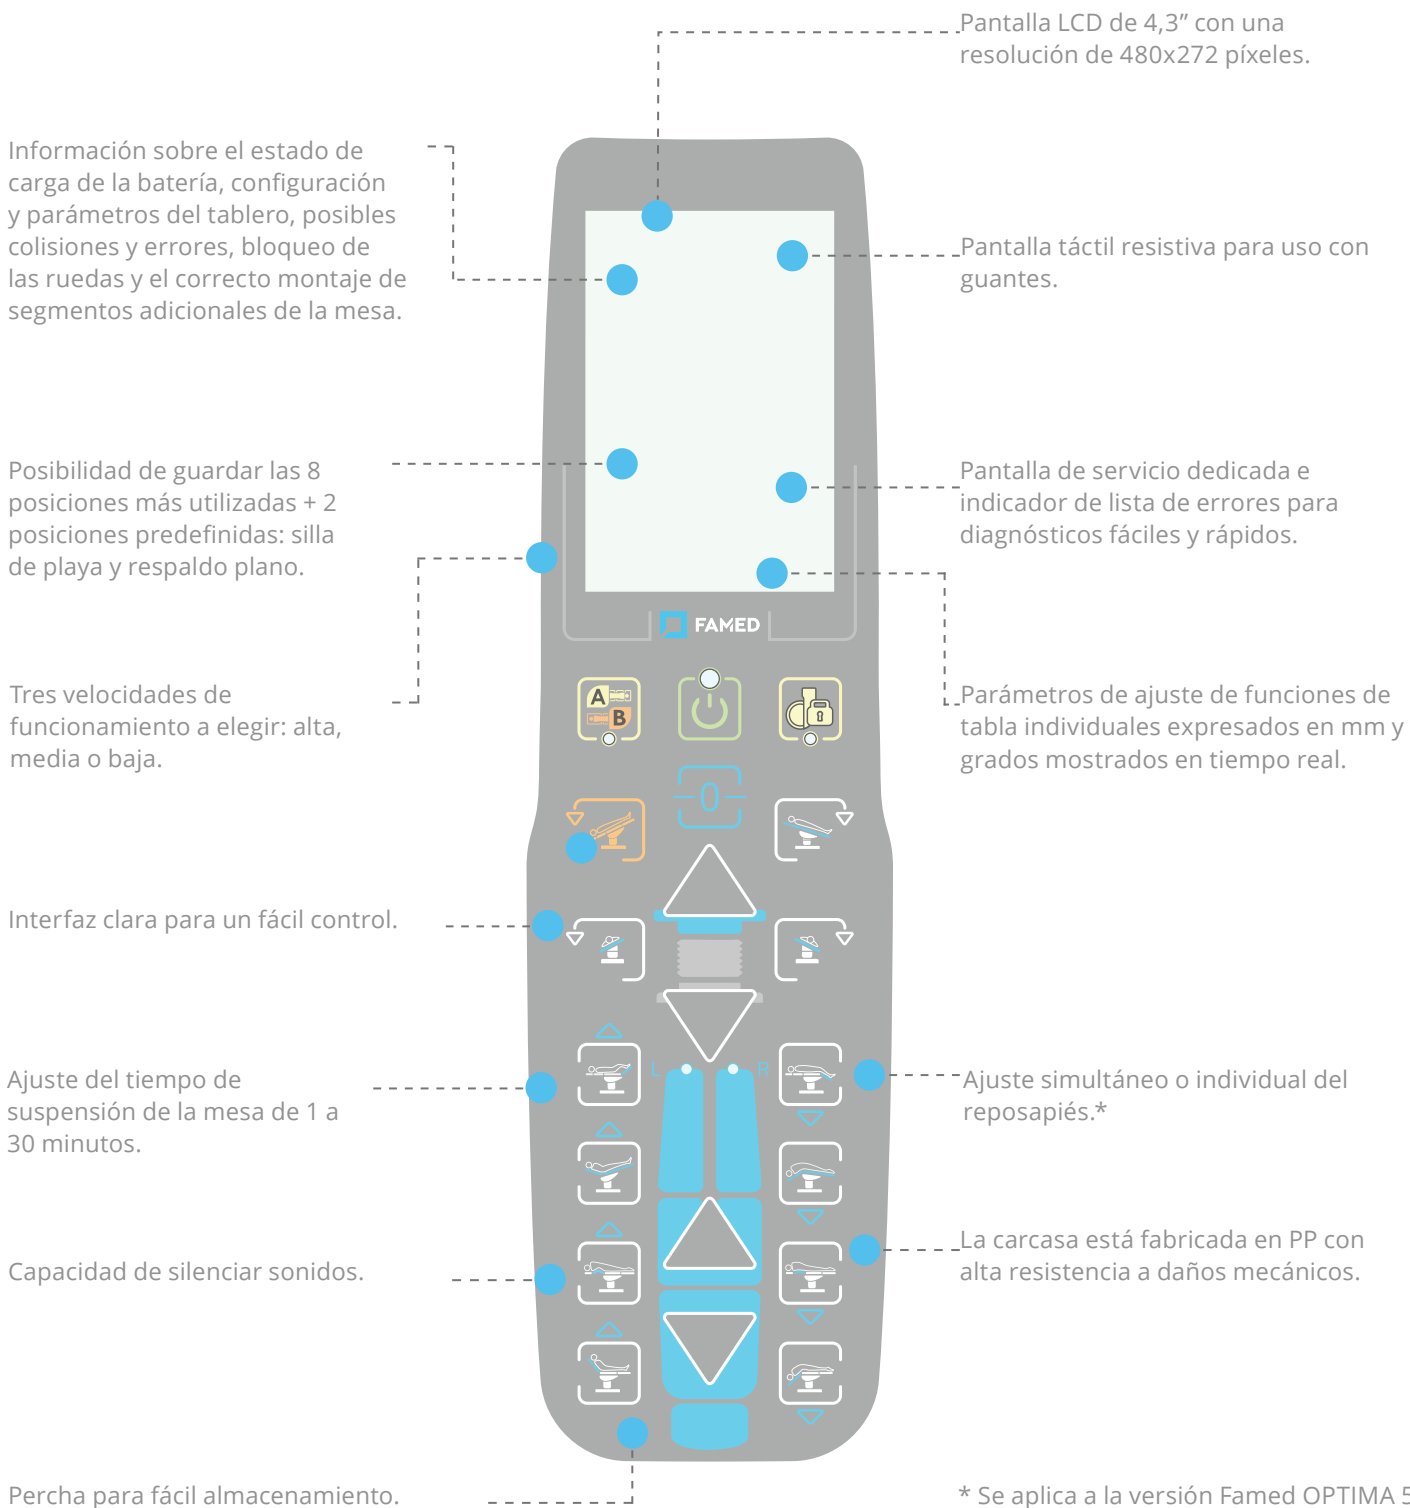 Pantalla LCD de 4,3” con una
resolución de 480x272 píxeles.
Información sobre el estado de
carga de la batería, configuración
y parámetros del tablero, posibles
colisiones y errores, bloqueo de
las ruedas y el correcto montaje de
segmentos adicionales de la mesa.
Pantalla táctil resistiva para uso con
guantes.
Posibilidad de guardar las 8
posiciones más utilizadas + 2
posiciones predefinidas: silla
de playa y respaldo plano.
Pantalla de servicio dedicada e
indicador de lista de errores para
diagnósticos fáciles y rápidos.
FAMED
Tres velocidades de
funcionamiento a elegir: alta,
media o baja.
A
B
Parámetros de ajuste de funciones de
tabla individuales expresados en mm y
grados mostrados en tiempo real.
0
Interfaz clara para un fácil control.
L R
Ajuste del tiempo de
suspensión de la mesa de 1 a
30 minutos.
Ajuste simultáneo o individual del
reposapiés.*
Capacidad de silenciar sonidos.
La carcasa está fabricada en PP con
alta resistencia a daños mecánicos.
Percha para fácil almacenamiento.
* Se aplica a la versión Famed OPTIMA 5